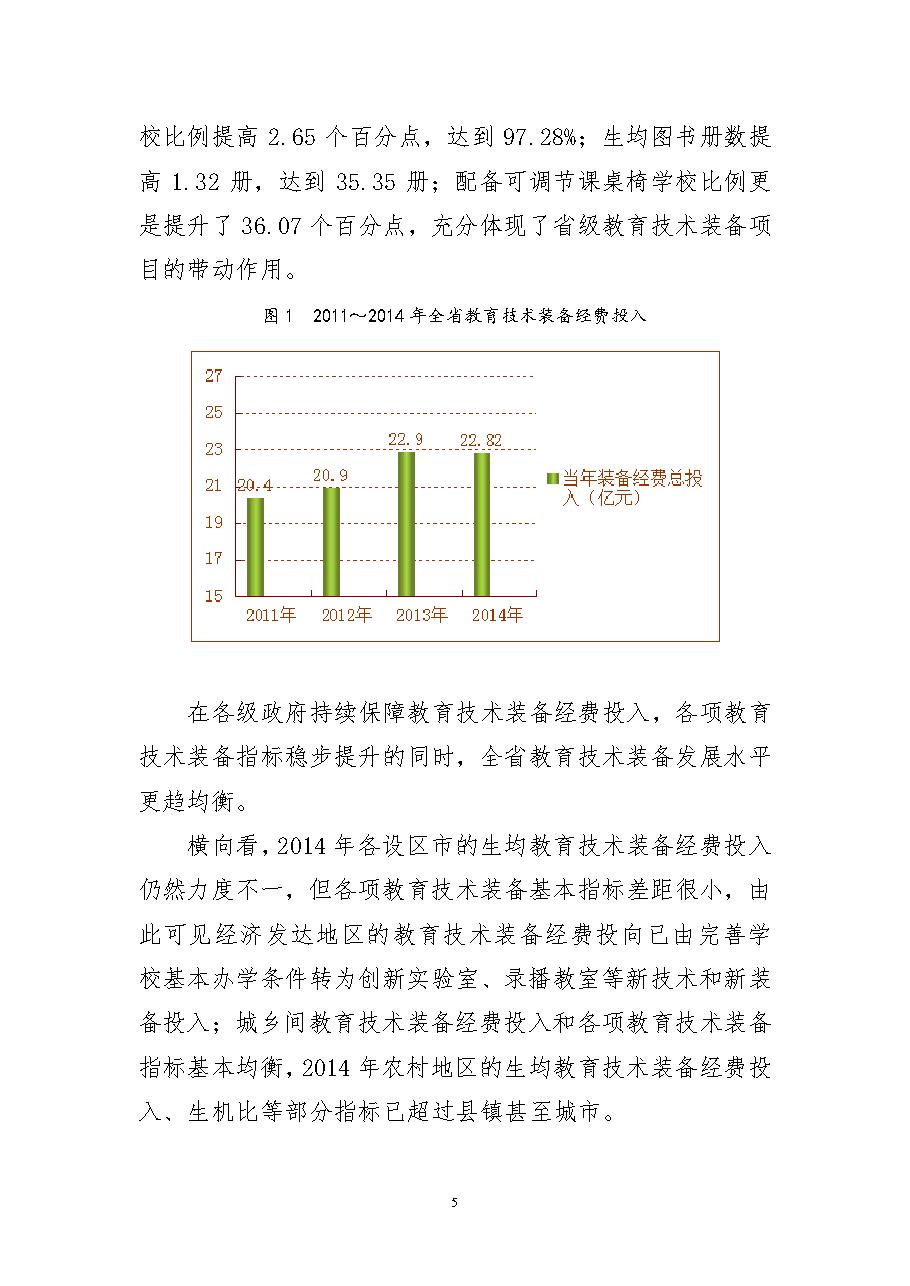 校比例提高 2.65 个百分点，达到 97.28%；生均图书册数提
高 1.32 册，达到 35.35 册；配备可调节课桌椅学校比例更
是提升了 36.07 个百分点，充分体现了省级教育技术装备项
目的带动作用。
图1 2011～2014 年全省教育技术装备经费投入
27
25
23
21
19
17
15
20.4
20.9
22.9
22.82
2011年
2012年
2013年
2014年
当年装备经费总投
入（亿元）
在各级政府持续保障教育技术装备经费投入，各项教育
技术装备指标稳步提升的同时，全省教育技术装备发展水平
更趋均衡。
横向看，2014 年各设区市的生均教育技术装备经费投入
仍然力度不一，但各项教育技术装备基本指标差距很小，由
此可见经济发达地区的教育技术装备经费投向已由完善学
校基本办学条件转为创新实验室、录播教室等新技术和新装
备投入；城乡间教育技术装备经费投入和各项教育技术装备
指标基本均衡，2014 年农村地区的生均教育技术装备经费投
入、生机比等部分指标已超过县镇甚至城市。
5